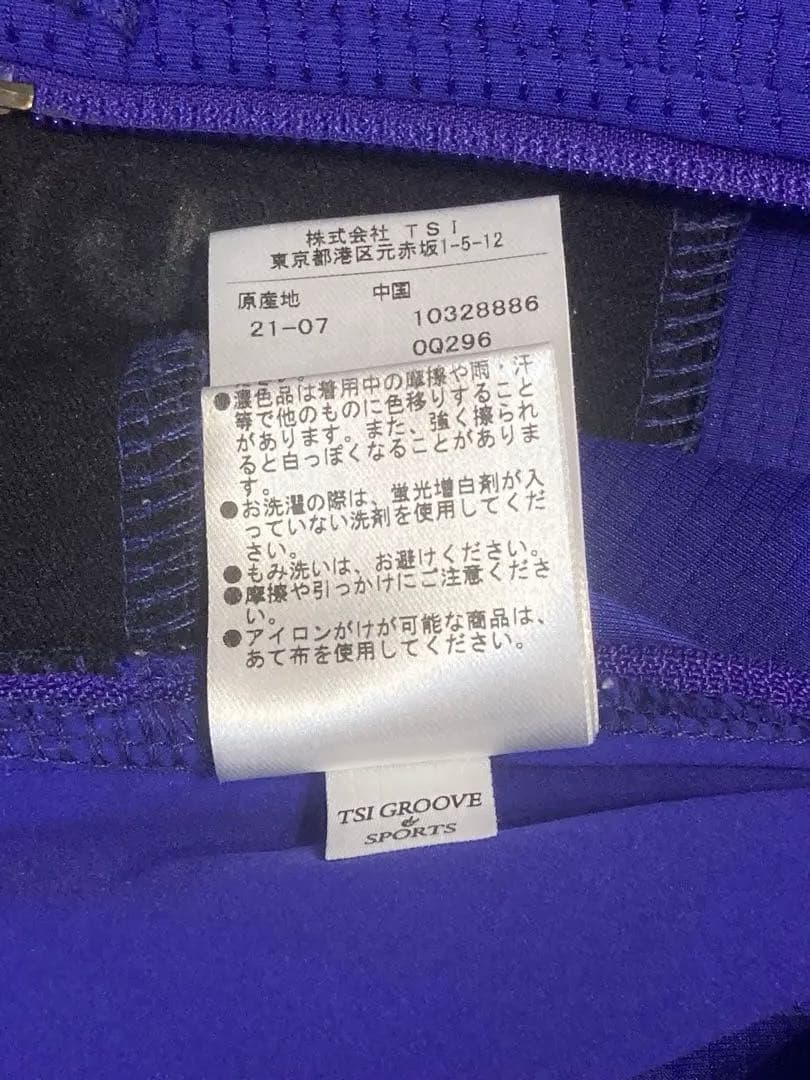 株式会社 TSI
東京都港区元赤坂1-5-12
原産地 中国
21-07 10328886
0Q296
ださい。
●濃色品は着用中の摩擦や雨・汗
等で他のものに色移りすること
があります。また、強く擦られ
ると白っぽくなることがありま
す。
●お洗濯の際は、蛍光増白剤が入
っていない洗剤を使用してくだ
さい。
●もみ洗いは、お避けください。
●摩擦や引っかけにご注意くださ
い。
●アイロンがけが可能な商品は、
あて布を使用してください。
TSI GROOVE
&
SPORTS